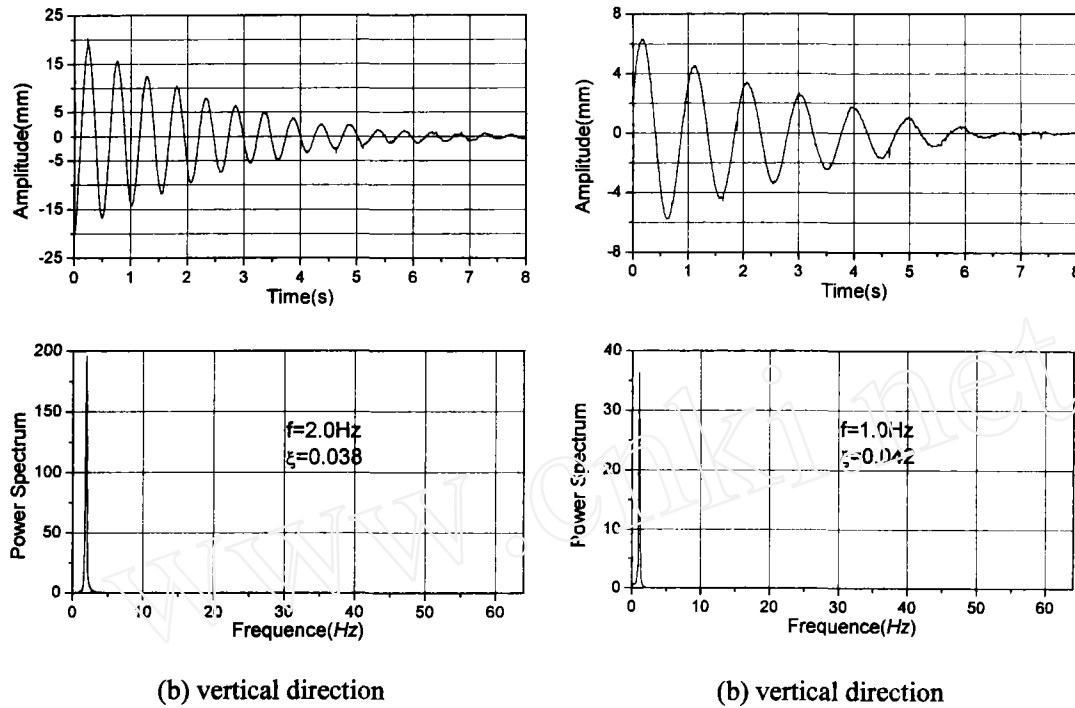 25
15
5
0
-5
-15
-25
Amplitude(mm)
0 1 2 3 4 5 6 7 8
Time(s)
8
4
0
-4
-8
Amplitude(mm)
0 1 2 3 4 5 6 7 8
Time(s)
200
150
100
50
0
Power Spectrum
f=2.0Hz
ξ=0.038
0 10 20 30 40 50 60
Frequence(Hz)
40
30
20
10
0
Power Spectrum
f=1.0Hz
ξ=0.042
0 10 20 30 40 50 60
Frequence(Hz)
www.cnki.net
(b) vertical direction
(b) vertical direction